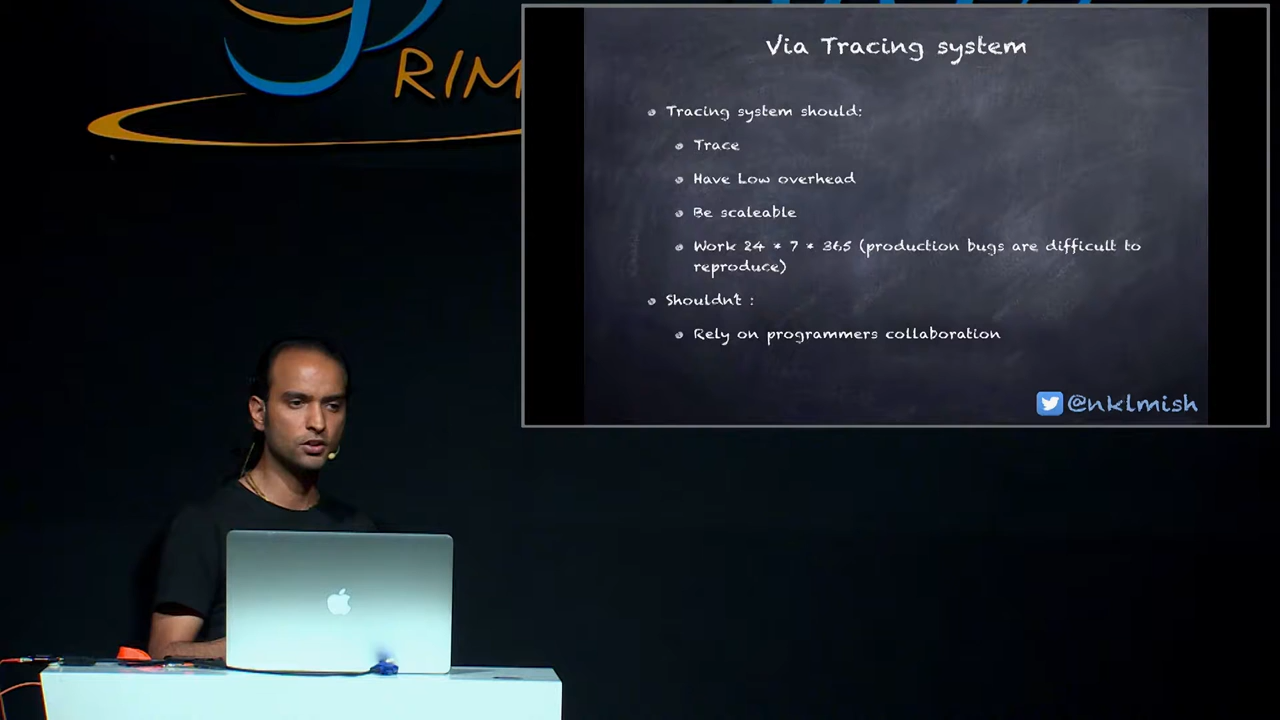 RIM
Via Tracing system
Tracing system should:
Trace
Have Low overhead
Be scaleable
Work 24 * 7 * 365 (production bugs are difficult to
reproduce)
Shouldn't :
Rely on programmers collaboration
@nklmish